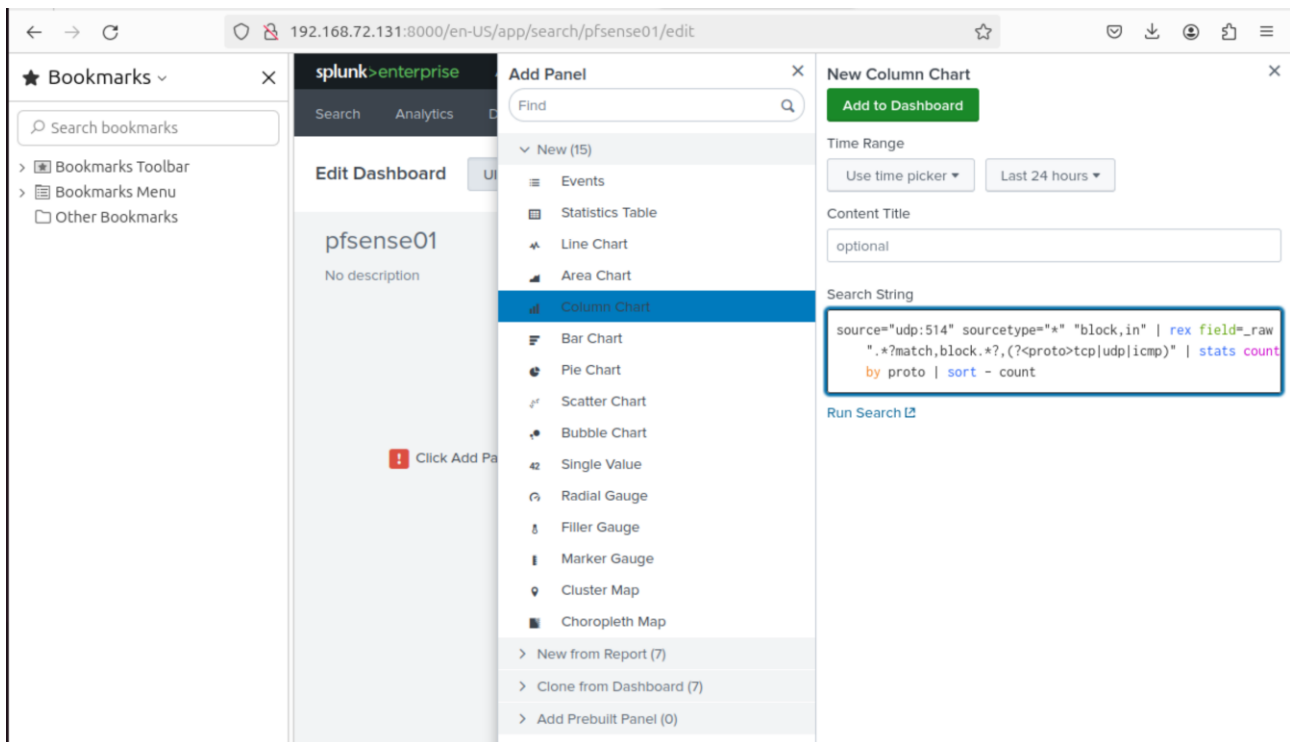 192.168.72.131:8000/en-US/app/search/pfsense01/edit
Bookmarks
Search bookmarks
Bookmarks Toolbar
Bookmarks Menu
Other Bookmarks
splunk>enterprise
Search Analytics D
Edit Dashboard UI
pfsense01
No description
! Click Add Pa
Add Panel
Find
New (15)
Events
Statistics Table
Line Chart
Area Chart
Column Chart
Bar Chart
Pie Chart
Scatter Chart
Bubble Chart
42 Single Value
Radial Gauge
Filler Gauge
Marker Gauge
Cluster Map
Choropleth Map
New from Report (7)
Clone from Dashboard (7)
Add Prebuilt Panel (0)
New Column Chart
Add to Dashboard
Time Range
Use time picker Last 24 hours
Content Title
optional
Search String
source="udp:514" sourcetype="*" "block,in" | rex field=_raw
".*?match,block.*?,(?<proto>tcp|udp|icmp)" | stats count
by proto | sort - count
Run Search